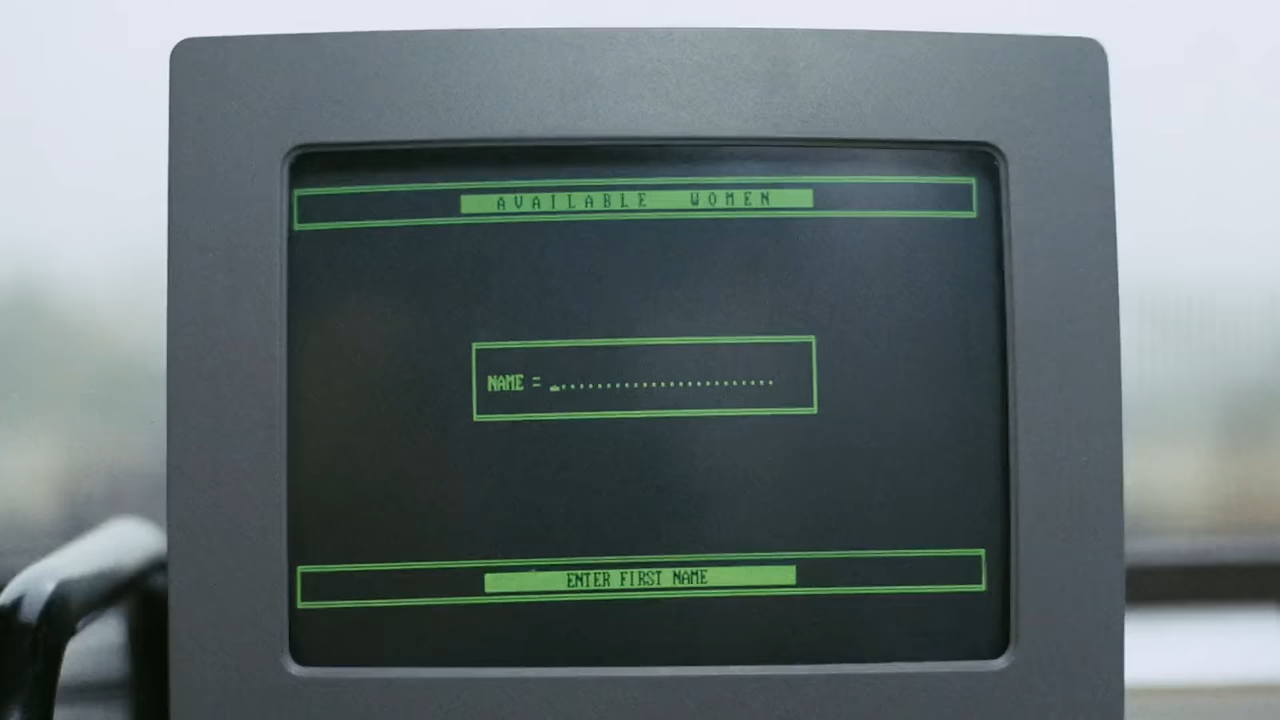 AVAILABLE WOMEN
NAME = ........................
ENTER FIRST NAME